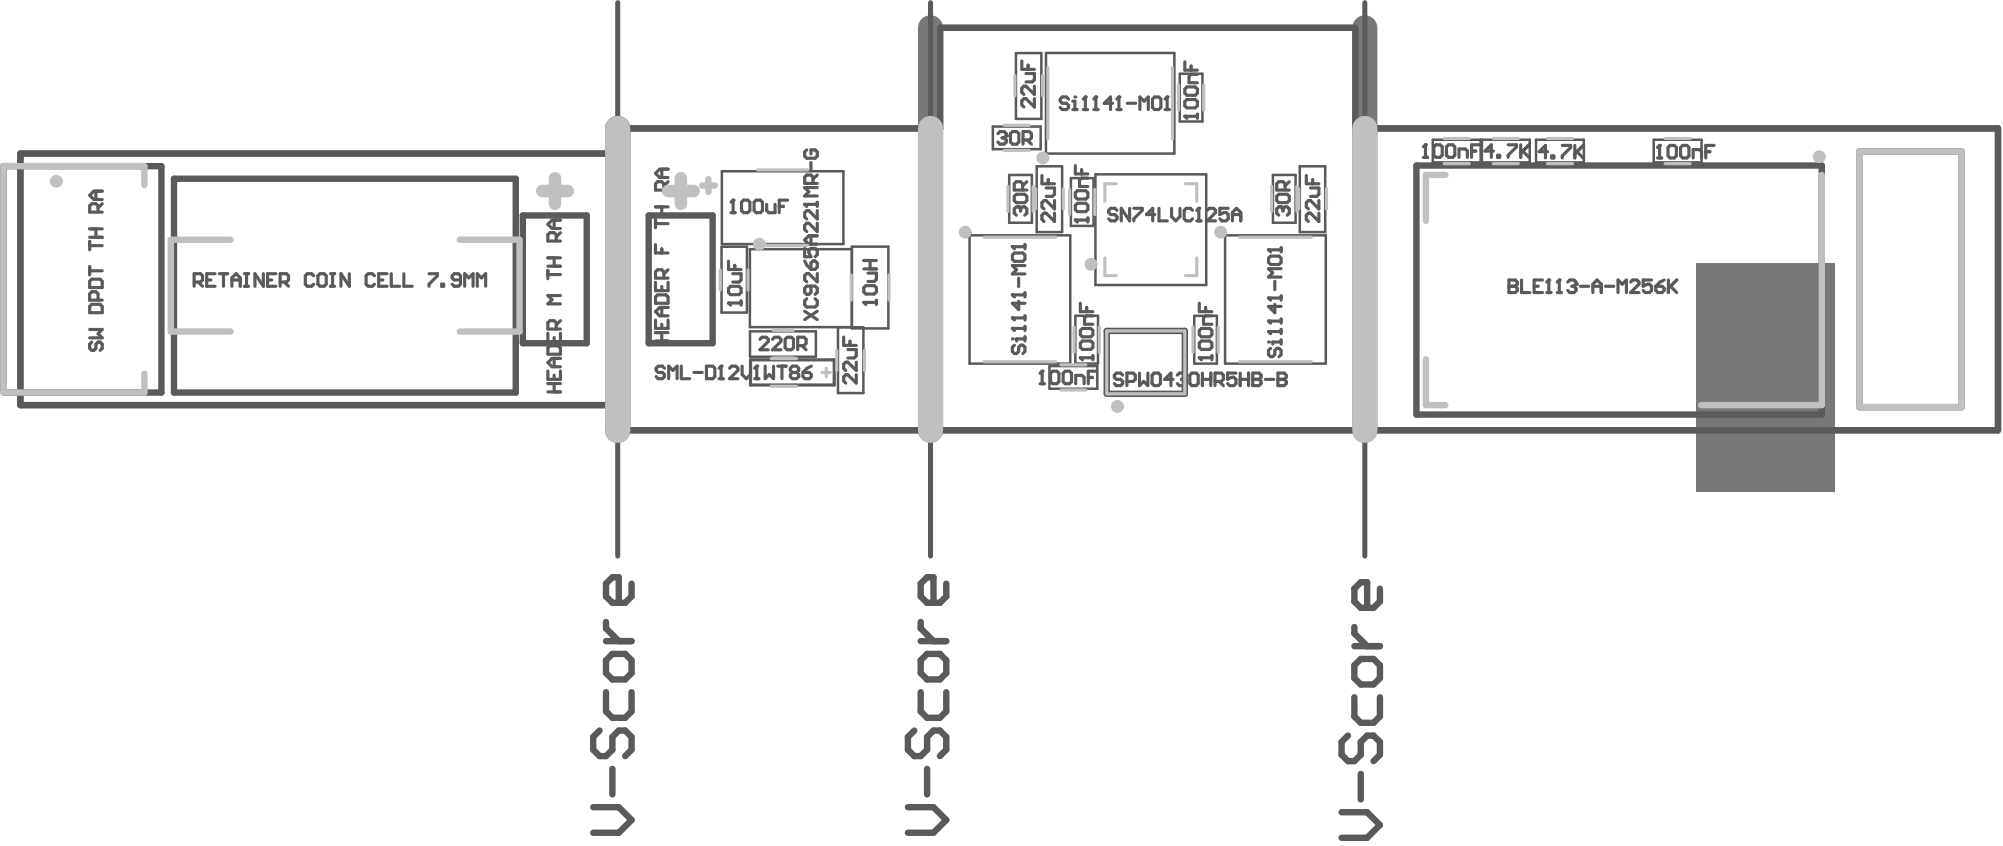 SW DPDT TH RA
RETAINER COIN CELL 7.9MM
HEADER M TH RA
HEADER F TH RA
100uF
XC9265A221MR-G
10uF
10uH
220R
SML-D12V1WT86
22uF
22uF
Si1141-M01
100nF
30R
30R
22uF
100nF
SN74LVC125A
30R
22uF
Si1141-M01
100nF
100nF
SPW0430HR5HB-B
100nF
Si1141-M01
100nF
4.7K
4.7K
100nF
BLE113-A-M256K
V-Score
V-Score
V-Score